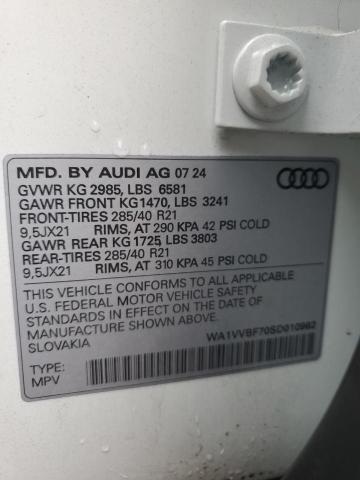 MFD. BY AUDI AG 07 24
GVWR KG 2985, LBS 6581
GAWR FRONT KG1470, LBS 3241
FRONT-TIRES 285/40 R21
9,5JX21 RIMS, AT 290 KPA 42 PSI COLD
GAWR REAR KG1725, LBS 3803
REAR-TIRES 285/40 R21
9,5JX21 RIMS, AT 310 KPA 45 PSI COLD
THIS VEHICLE CONFORMS TO ALL APPLICABLE
U.S. FEDERAL MOTOR VEHICLE SAFETY
STANDARDS IN EFFECT ON THE DATE OF
MANUFACTURE SHOWN ABOVE.
SLOVAKIA WA1VVBF70SD010982
TYPE:
MPV